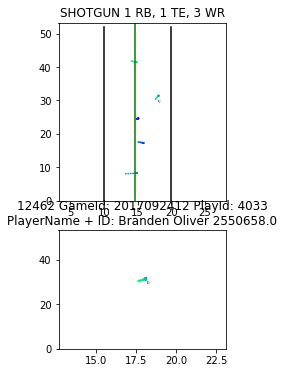 SHOTGUN 1 RB, 1 TE, 3 WR
50
40
30
20
10
0
5 10 15 20 25
12462 GameId: 2017092412 PlayId: 4033
PlayerName + ID: Branden Oliver 2550658.0
40
20
0
15.0 17.5 20.0 22.5